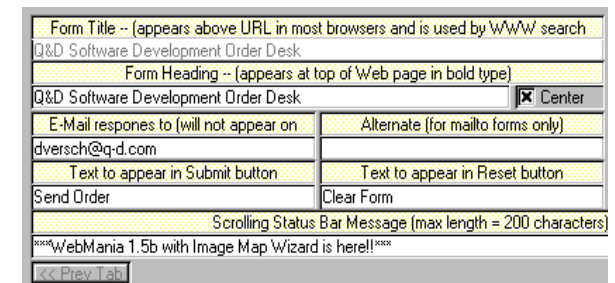 Form Title -- (appears above URL in most browsers and is used by WWW search
Q&D Software Development Order Desk
Form Heading -- (appears at top of Web page in bold type)
Q&D Software Development Order Desk Center
E-Mail respones to (will not appear on Alternate (for mailto forms only)
dversch@q-d.com
Text to appear in Submit button Text to appear in Reset button
Send Order Clear Form
Scrolling Status Bar Message (max length = 200 characters)
***WebMania 1.5b with Image Map Wizard is here!!***
<< Prev Tab